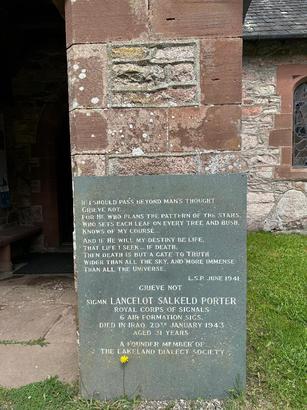 IF I SHOULD PASS BEYOND MAN'S THOUGHT
GRIEVE NOT.
FOR HE WHO PLANS THE PATTERN OF THE STARS,
WHO SETS EACH LEAF ON EVERY TREE AND BUSH,
KNOWS OF MY COURSE.
AND IF HE WILL MY DESTINY BE LIFE,
THAT LIFE I SEEK - IF DEATH,
THEN DEATH IS BUT A GATE TO TRUTH
WIDER THAN ALL THE SKY, AND MORE IMMENSE
THAN ALL THE UNIVERSE.
L.S.P. JUNE 1941
GRIEVE NOT
SIGMN LANCELOT SALKELD PORTER
ROYAL CORPS OF SIGNALS
6 AIR FORMATION SIGS.
DIED IN IRAQ 20TH JANUARY 1943
AGED 31 YEARS
A FOUNDER MEMBER OF
THE LAKELAND DIALECT SOCIETY